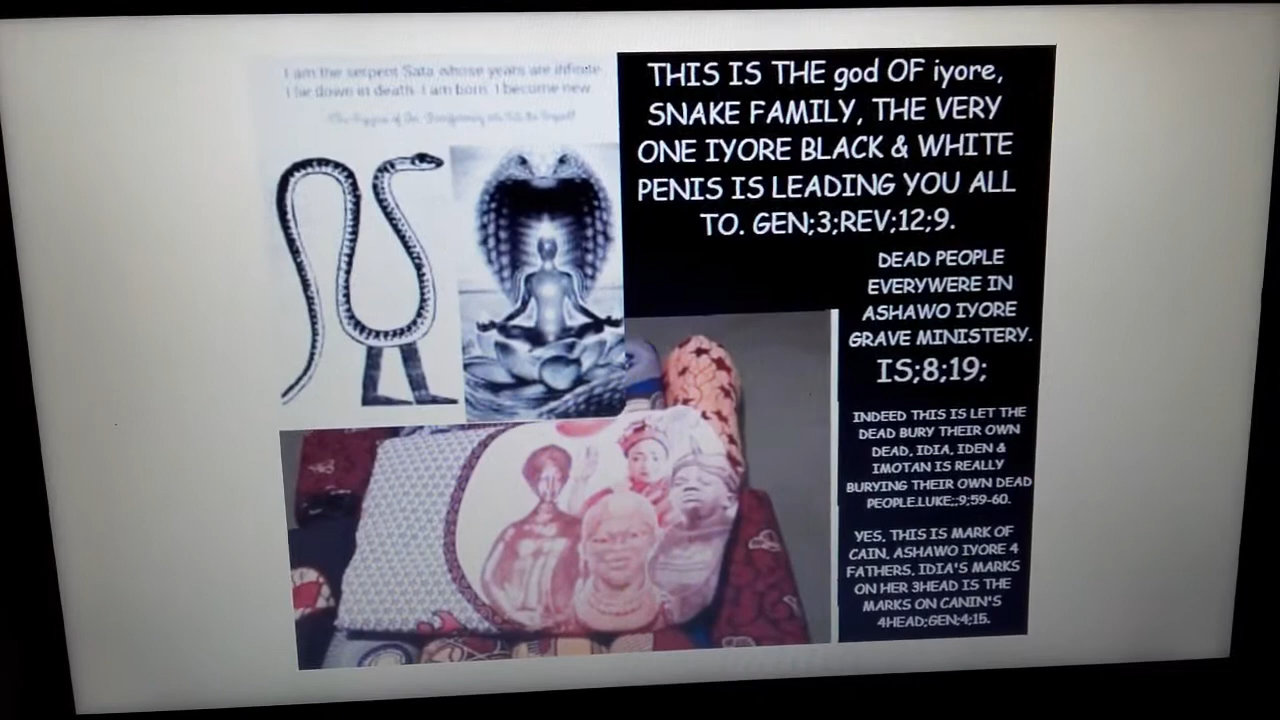 I am the serpent Sata whose years are infinite.
I lie down in death. I am born. I become new
THIS IS THE god OF iyore,
SNAKE FAMILY, THE VERY
ONE IYORE BLACK & WHITE
PENIS IS LEADING YOU ALL
TO. GEN;3;REV;12;9.
DEAD PEOPLE
EVERYWERE IN
ASHAWO IYORE
GRAVE MINISTERY.
IS;8;19;
INDEED THIS IS LET THE
DEAD BURY THEIR OWN
DEAD, IDIA, IDEN &
IMOTAN IS REALLY
BURYING THEIR OWN DEAD
PEOPLE.LUKE;;9;59-60.
YES, THIS IS MARK OF
CAIN, ASHAWO IYORE 4
FATHERS, IDIA'S MARKS
ON HER 3HEAD IS THE
MARKS ON CANIN'S
4HEAD;GEN;4;15.